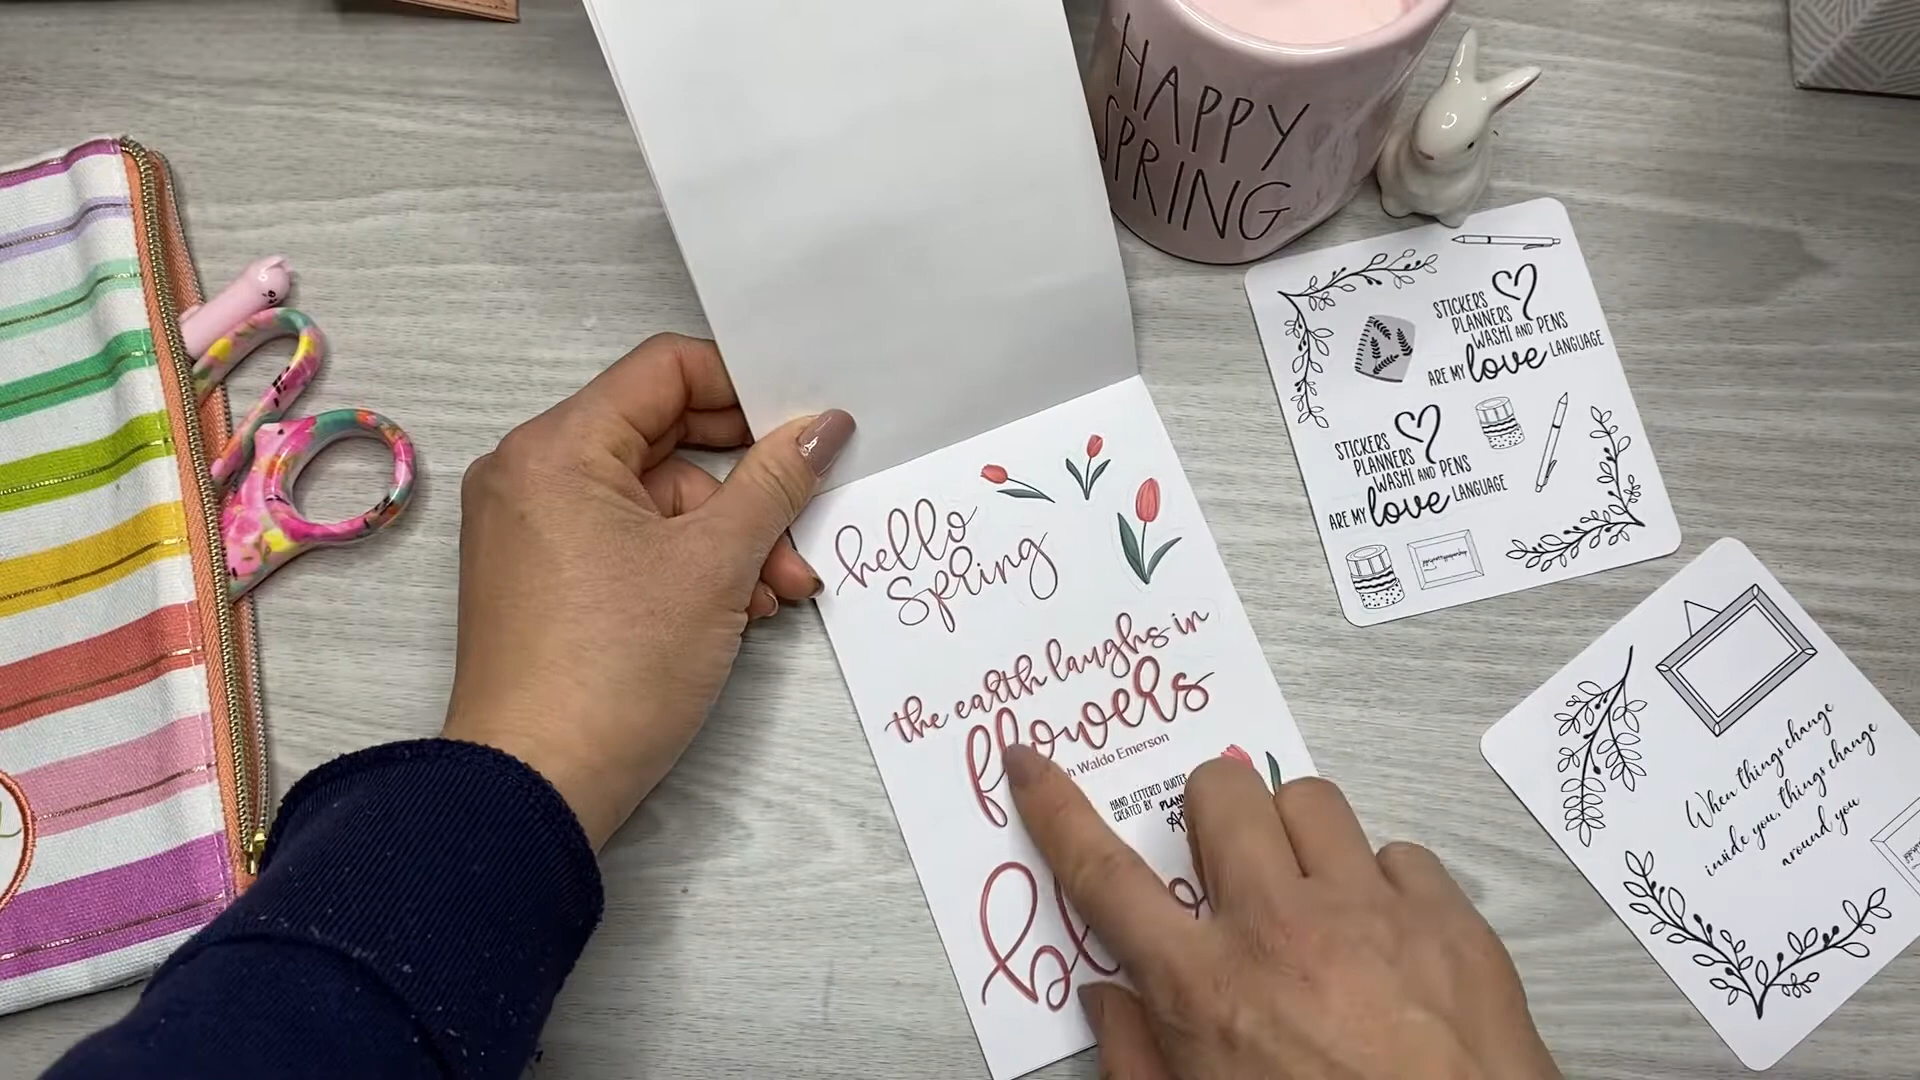 HAPPY
SPRING
hello
spring
the earth laughs in
flowers
Waldo Emerson
HAND LETTERED QUOTES
CREATED BY
STICKERS
PLANNERS
WASHI AND PENS
ARE MY love LANGUAGE
STICKERS
PLANNERS
WASHI AND PENS
ARE MY love LANGUAGE
When things change
inside you, things change
around you